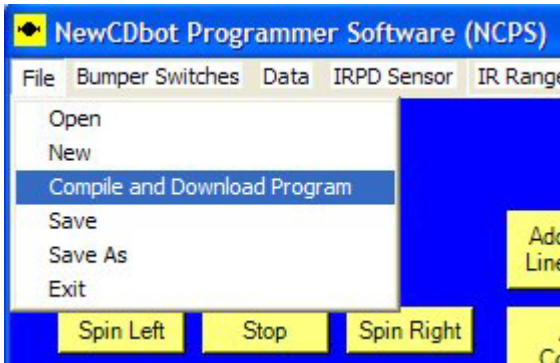 NewCDbot Programmer Software (NCPS)
File Bumper Switches Data IRPD Sensor IR Range
Open
New
Compile and Download Program
Save
Save As
Exit
Spin Left Stop Spin Right